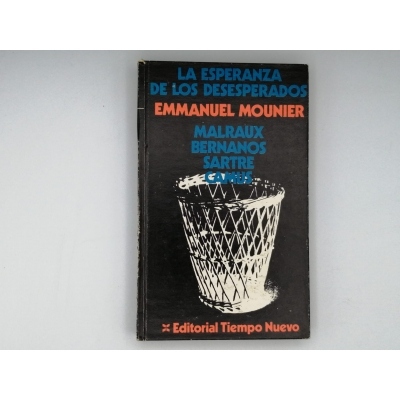 LA ESPERANZA
DE LOS DESESPERADOS
EMMANUEL MOUNIER
MALRAUX
BERNANOS
SARTRE
CAMUS
Editorial Tiempo Nuevo